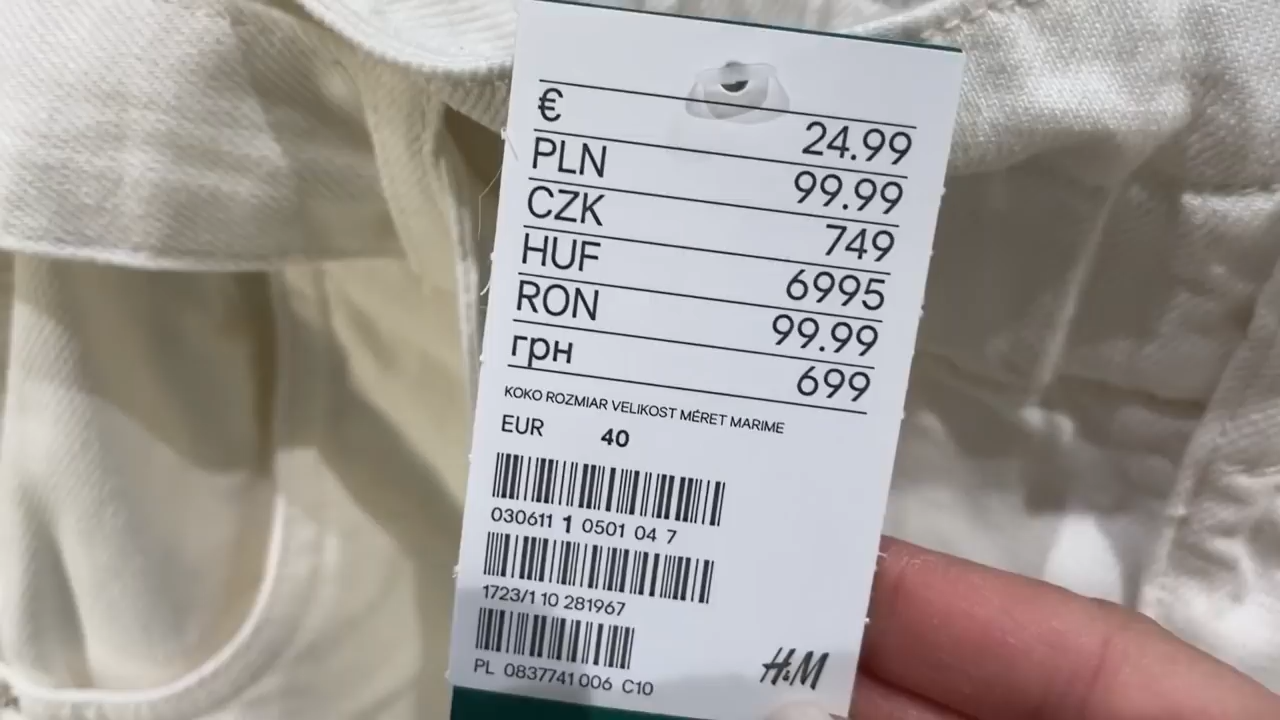 € 24.99
PLN 99.99
CZK 749
HUF 6995
RON 99.99
грн 699
KOKO ROZMIAR VELIKOST MÉRET MARIME
EUR 40
030611 1 0501 04 7
1723/1 10 281967
PL 0837741 006 C10
H&M